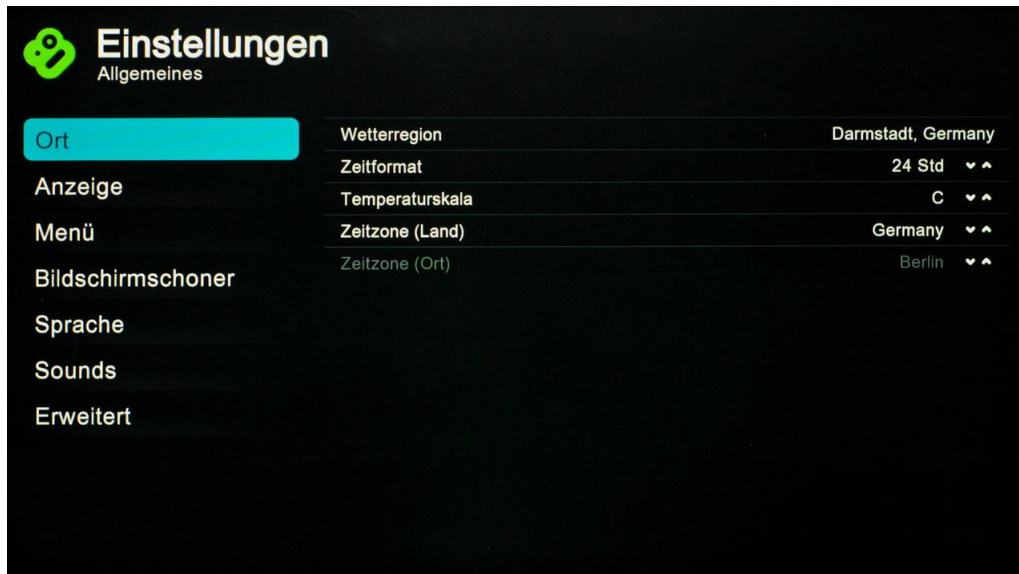 Einstellungen
Allgemeines
Ort
Anzeige
Menü
Bildschirmschoner
Sprache
Sounds
Erweitert
Wetterregion Darmstadt, Germany
Zeitformat 24 Std
Temperaturskala C
Zeitzone (Land) Germany
Zeitzone (Ort) Berlin